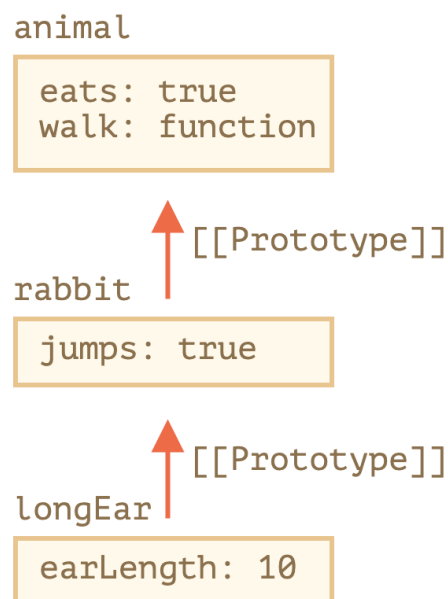 animal
eats: true
walk: function
[[Prototype]]
rabbit
jumps: true
[[Prototype]]
longEar
earLength: 10